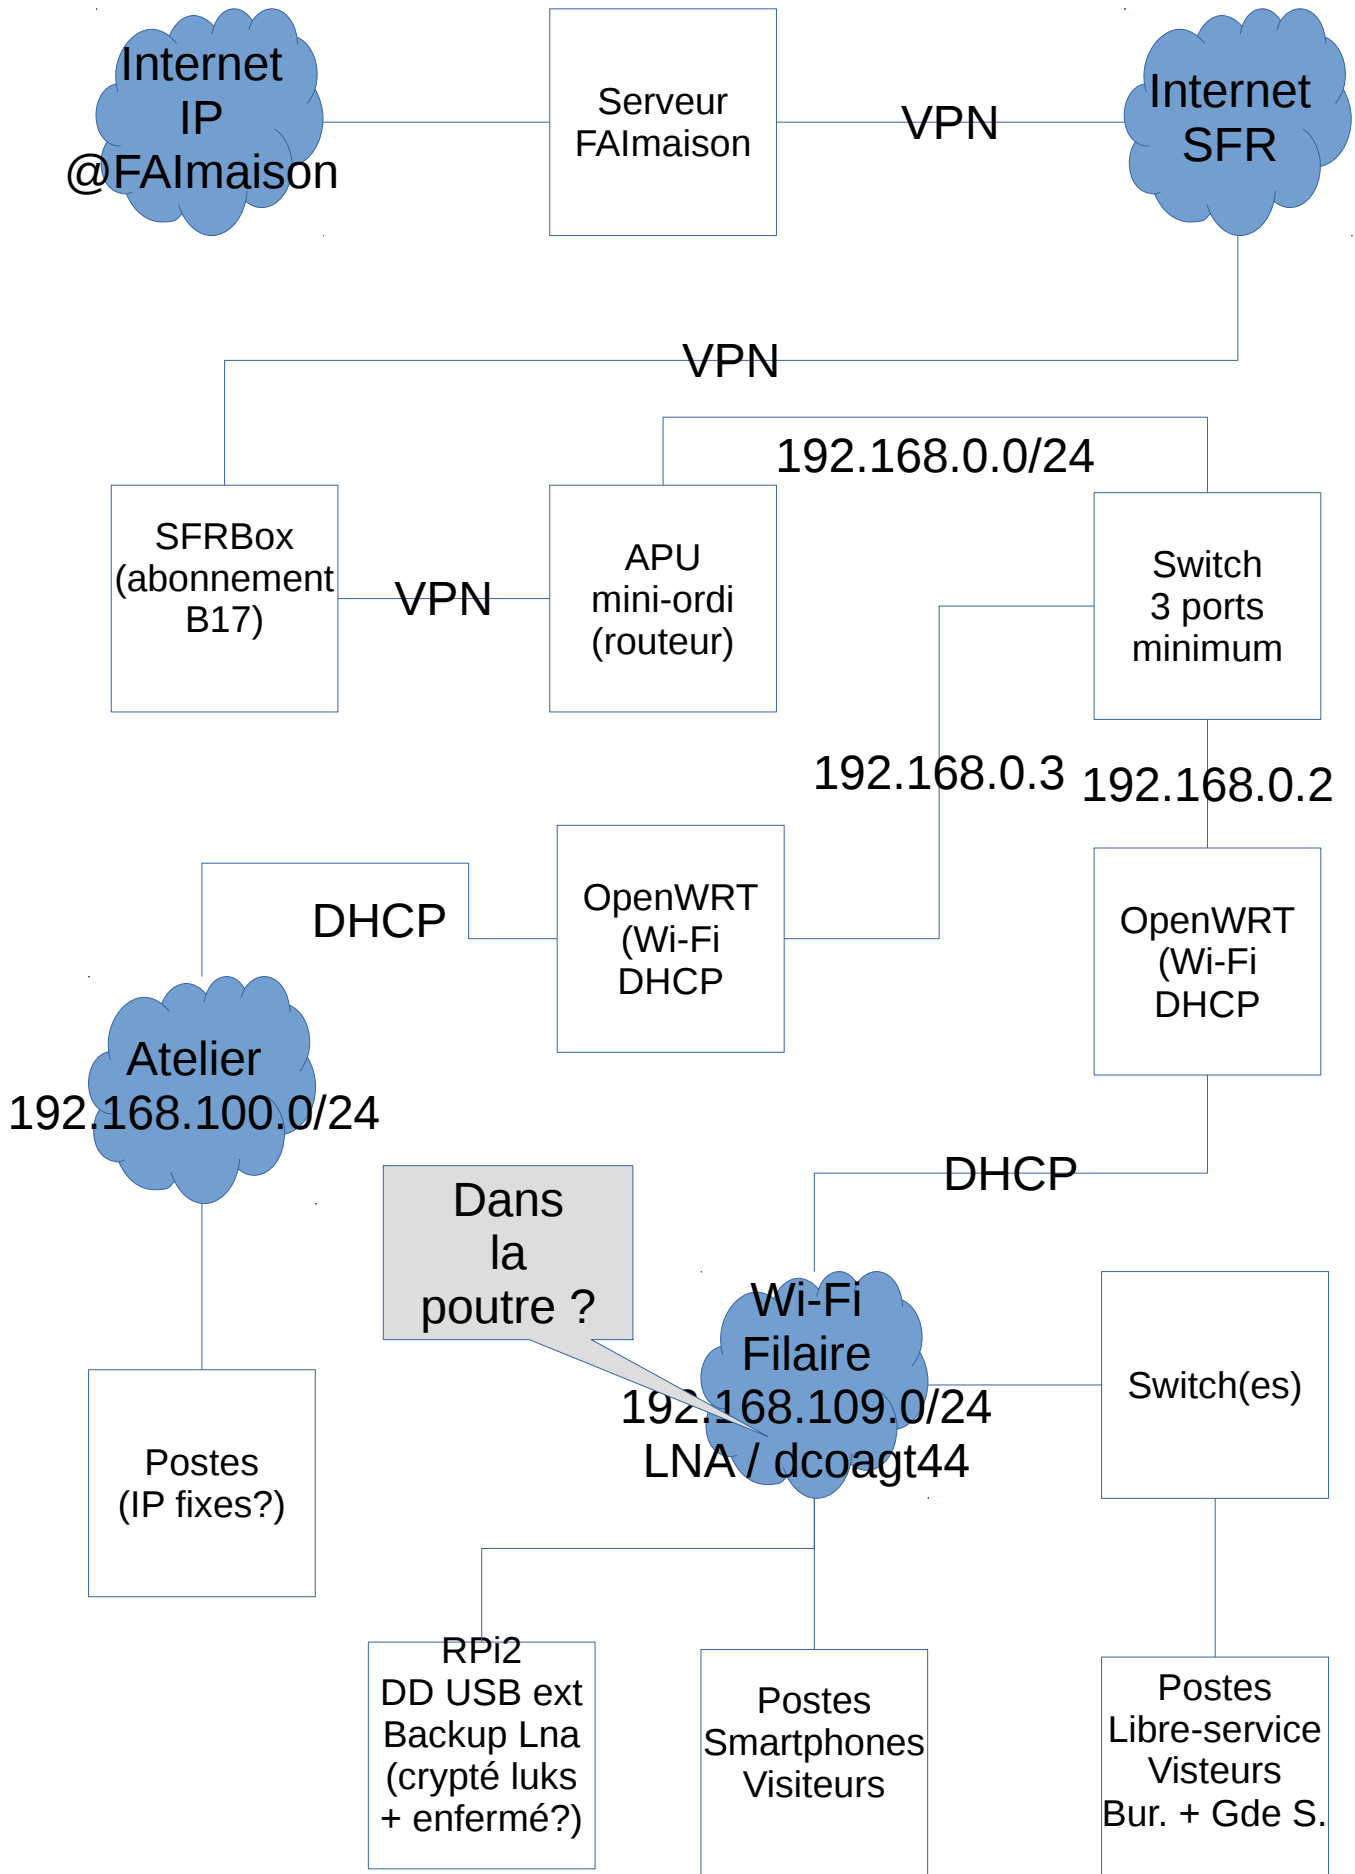 Internet
IP
@FAImaison
Serveur
FAImaison
VPN
Internet
SFR
VPN
192.168.0.0/24
SFRBox
(abonnement
B17)
VPN
APU
mini-ordi
(routeur)
Switch
3 ports
minimum
192.168.0.3
192.168.0.2
DHCP
OpenWRT
(Wi-Fi
DHCP
OpenWRT
(Wi-Fi
DHCP
Atelier
192.168.100.0/24
DHCP
Dans
la
poutre ?
Wi-Fi
Filaire
192.168.109.0/24
LNA / dcoagt44
Switch(es)
Postes
(IP fixes?)
RPi2
DD USB ext
Backup Lna
(crypté luks
+ enfermé?)
Postes
Smartphones
Visiteurs
Postes
Libre-service
Visteurs
Bur. + Gde S.